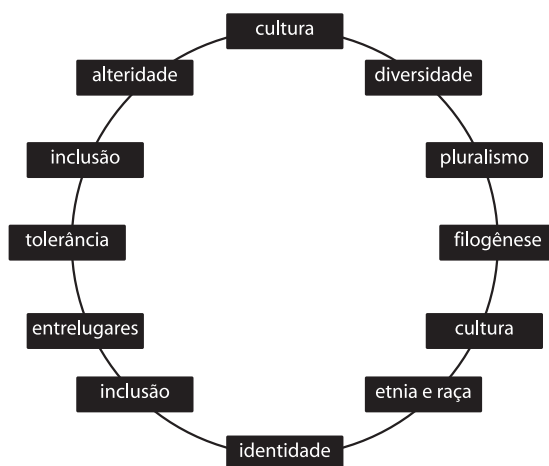 cultura
alteridade
diversidade
inclusão
pluralismo
tolerância
filogênese
entrelugares
cultura
inclusão
etnia e raça
identidade